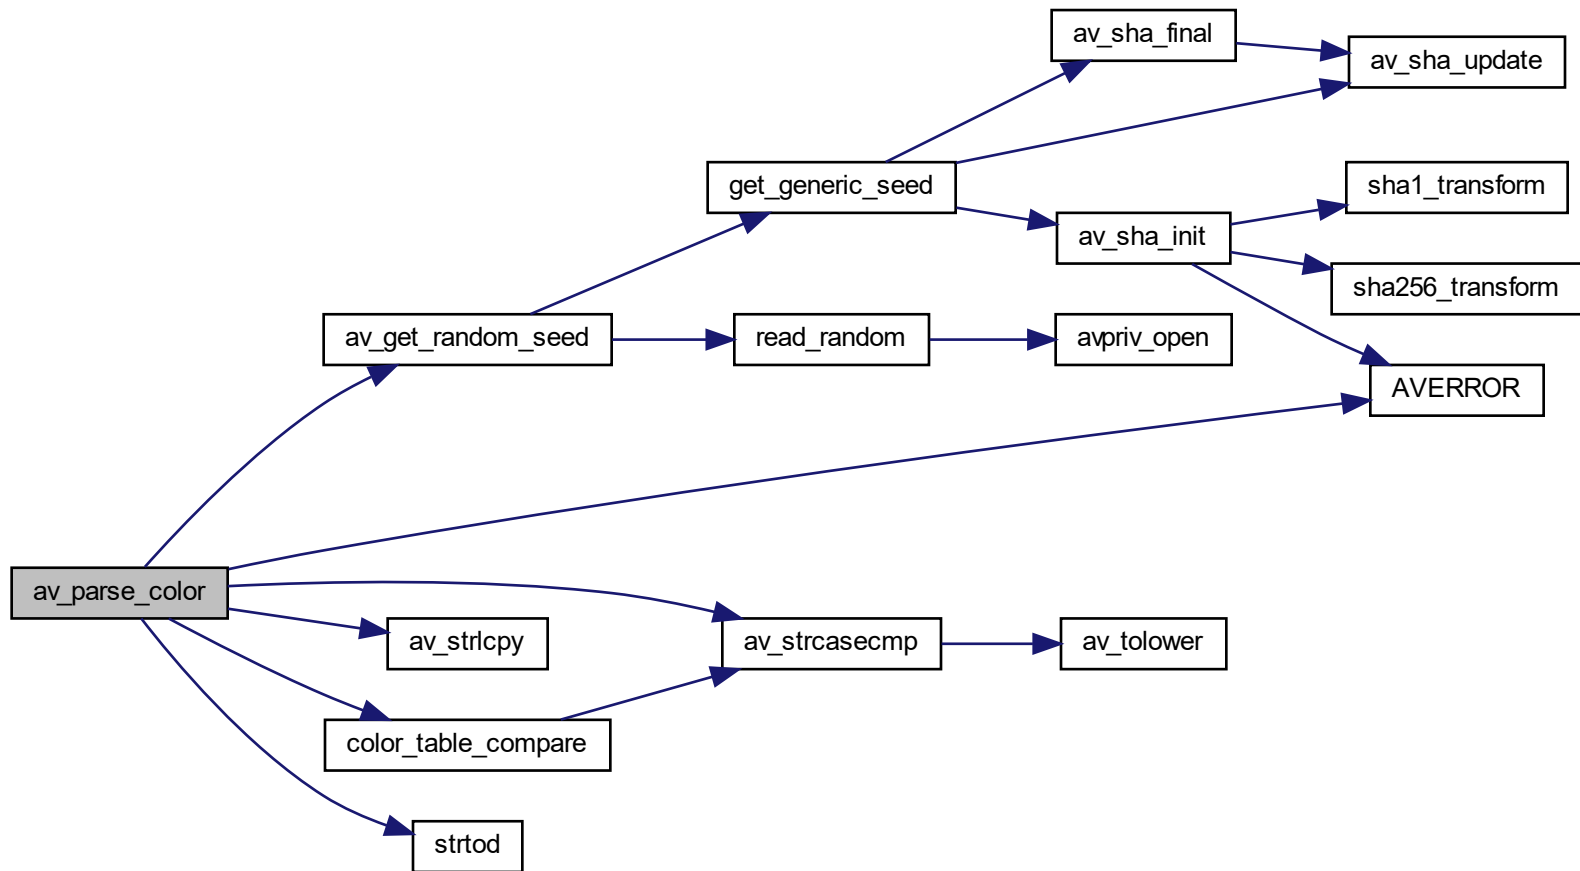 av_sha_final
av_sha_update
get_generic_seed
sha1_transform
av_sha_init
sha256_transform
av_get_random_seed
read_random
avpriv_open
AVERROR
av_parse_color
av_strlcpy
av_strcasecmp
av_tolower
color_table_compare
strtod